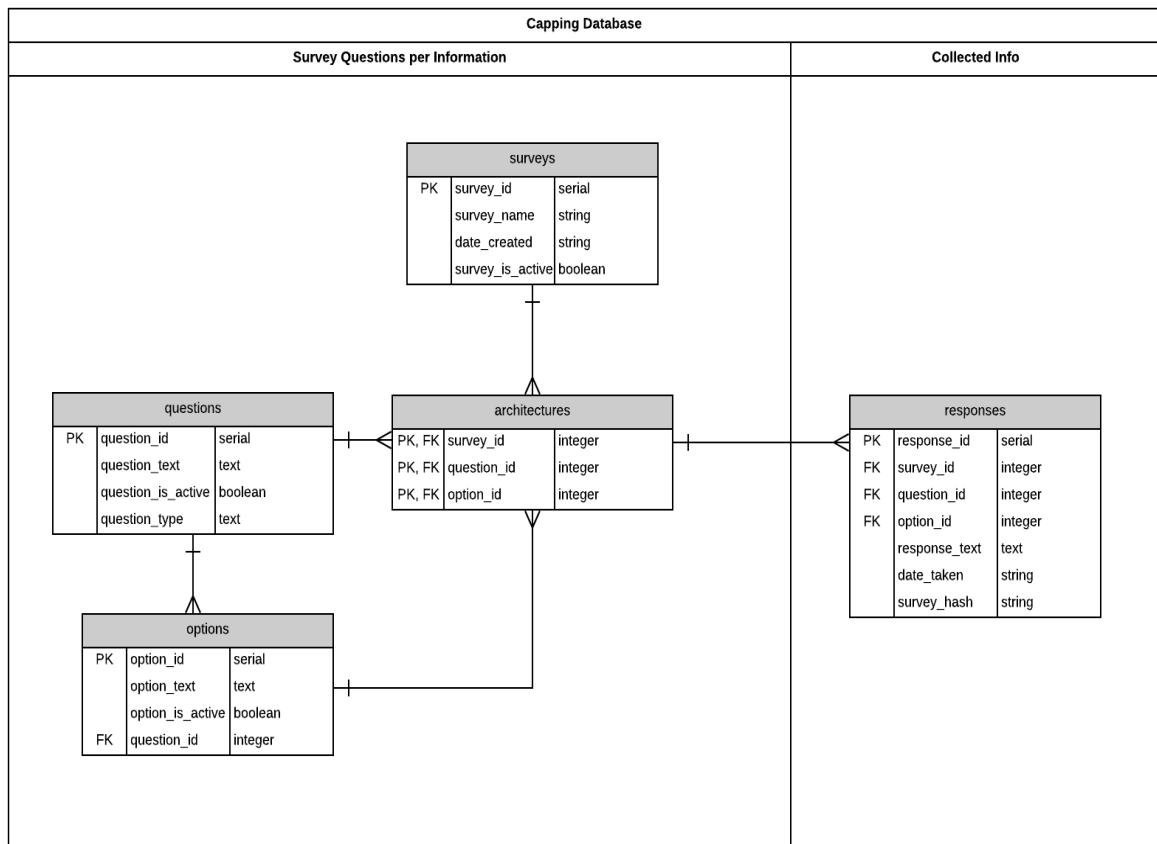 Capping Database
Survey Questions per Information
Collected Info
surveys
PK survey_id serial
survey_name string
date_created string
survey_is_active boolean
questions
PK question_id serial
question_text text
question_is_active boolean
question_type text
architectures
PK, FK survey_id integer
PK, FK question_id integer
PK, FK option_id integer
responses
PK response_id serial
FK survey_id integer
FK question_id integer
FK option_id integer
response_text text
date_taken string
survey_hash string
options
PK option_id serial
option_text text
option_is_active boolean
FK question_id integer